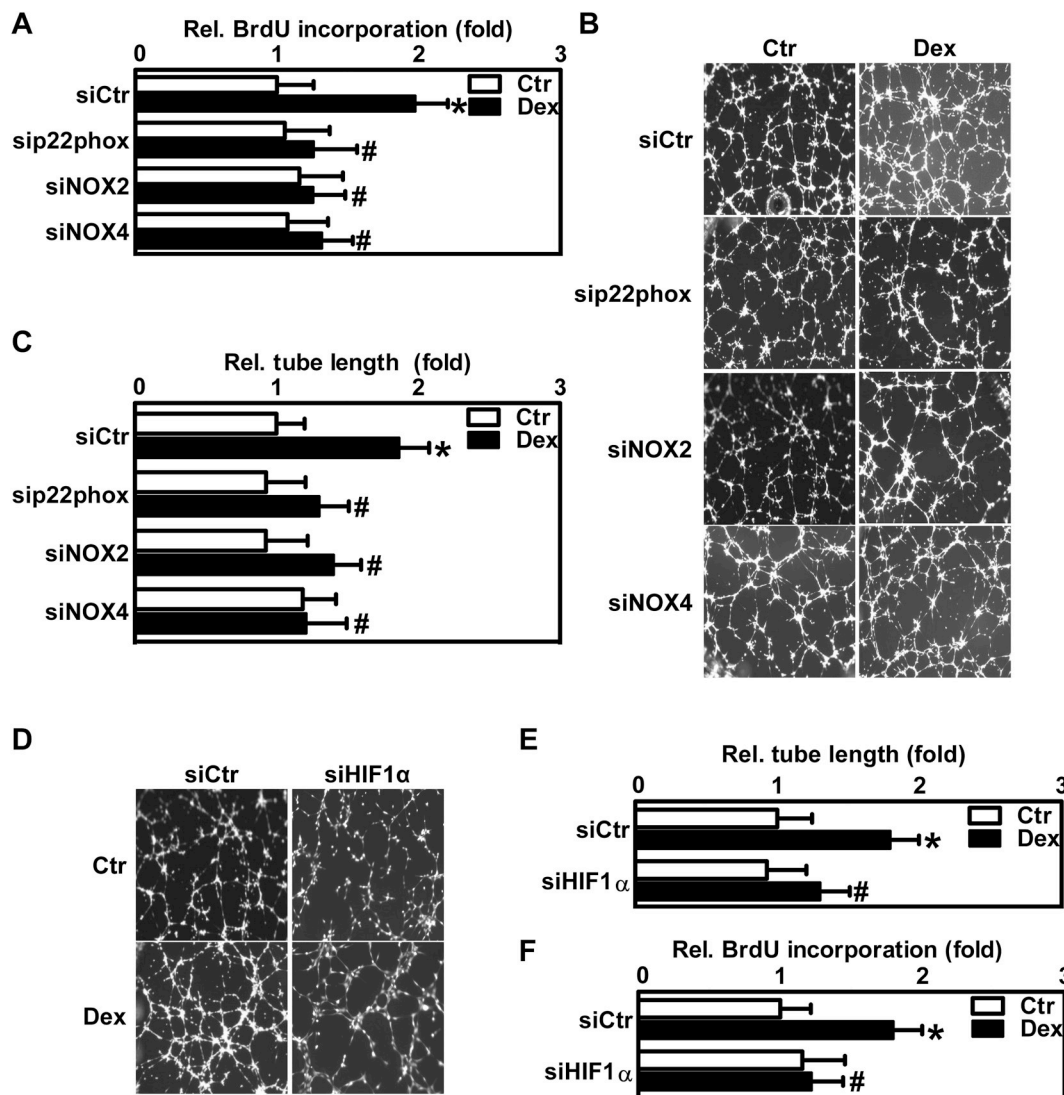 A
Rel. BrdU incorporation (fold)
0 1 2 3
Ctr
Dex
siCtr
*
sip22phox
#
siNOX2
#
siNOX4
#
B
Ctr Dex
siCtr
sip22phox
siNOX2
siNOX4
C
Rel. tube length (fold)
0 1 2 3
Ctr
Dex
siCtr
*
sip22phox
#
siNOX2
#
siNOX4
#
D
siCtr siHIF1α
Ctr
Dex
E
Rel. tube length (fold)
0 1 2 3
Ctr
Dex
siCtr
*
siHIF1α
#
F
Rel. BrdU incorporation (fold)
0 1 2 3
Ctr
Dex
siCtr
*
siHIF1α
#